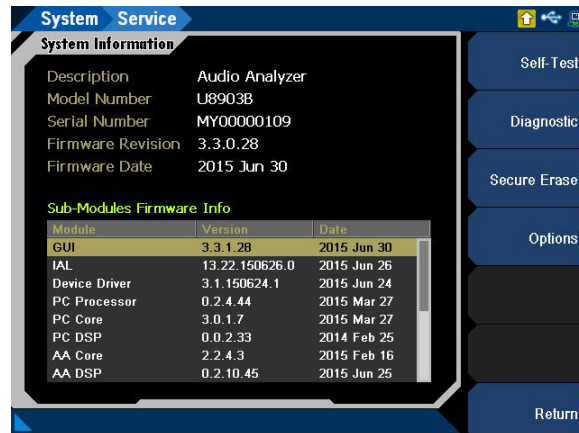 System Service
System Information
Description Audio Analyzer
Model Number U8903B
Serial Number MY00000109
Firmware Revision 3.3.0.28
Firmware Date 2015 Jun 30
Sub-Modules Firmware Info
Module Version Date
GUI 3.3.1.28 2015 Jun 30
IAL 13.22.150626.0 2015 Jun 26
Device Driver 3.1.150624.1 2015 Jun 24
PC Processor 0.2.4.44 2015 Mar 27
PC Core 3.0.1.7 2015 Mar 27
PC DSP 0.0.2.33 2014 Feb 25
AA Core 2.2.4.3 2015 Feb 16
AA DSP 0.2.10.45 2015 Jun 25
Self-Test
Diagnostic
Secure Erase
Options
Return